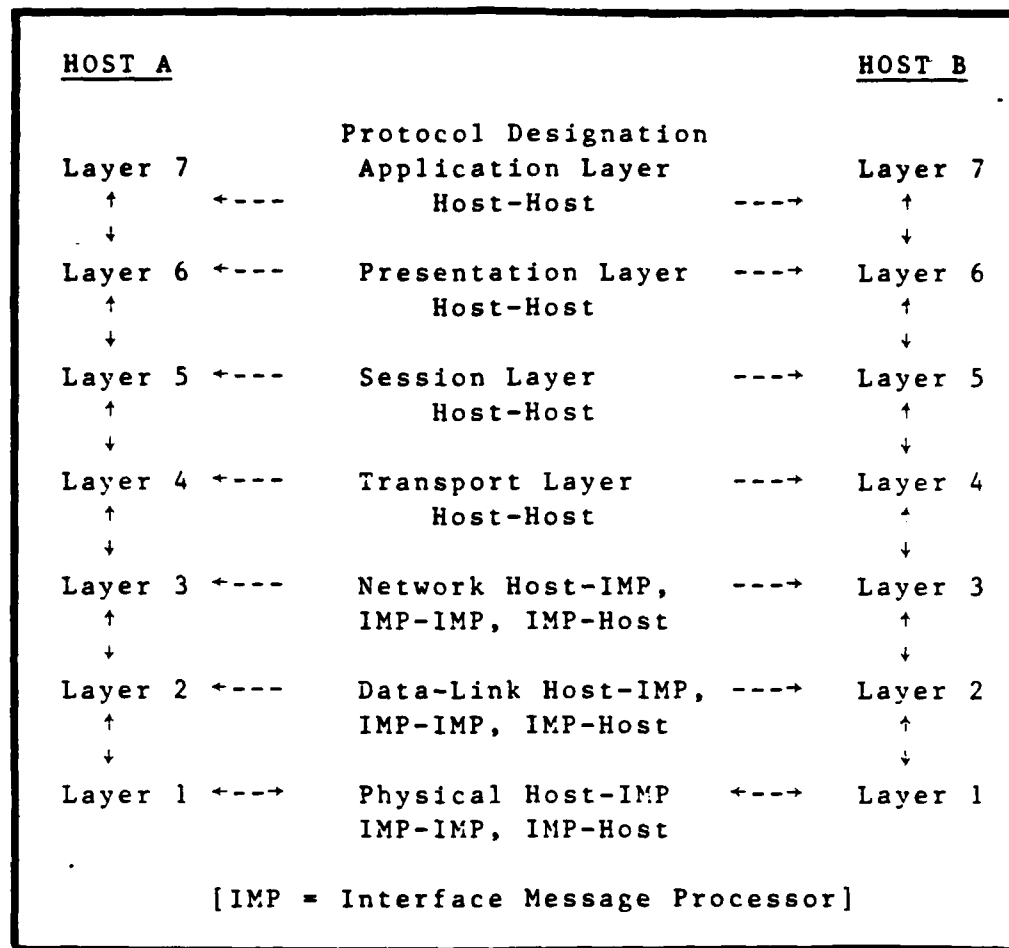 HOST A HOST B
Protocol Designation
Layer 7 Application Layer Layer 7
↑ ←--- Host-Host ---→ ↑
↓ ↓
Layer 6 ←--- Presentation Layer ---→ Layer 6
↑ Host-Host ↑
↓ ↓
Layer 5 ←--- Session Layer ---→ Layer 5
↑ Host-Host ↑
↓ ↓
Layer 4 ←--- Transport Layer ---→ Layer 4
↑ Host-Host ↑
↓ ↓
Layer 3 ←--- Network Host-IMP, ---→ Layer 3
↑ IMP-IMP, IMP-Host ↑
↓ ↓
Layer 2 ←--- Data-Link Host-IMP, ---→ Layer 2
↑ IMP-IMP, IMP-Host ↑
↓ ↓
Layer 1 ←--→ Physical Host-IMP ←--→ Layer 1
IMP-IMP, IMP-Host
[IMP = Interface Message Processor]